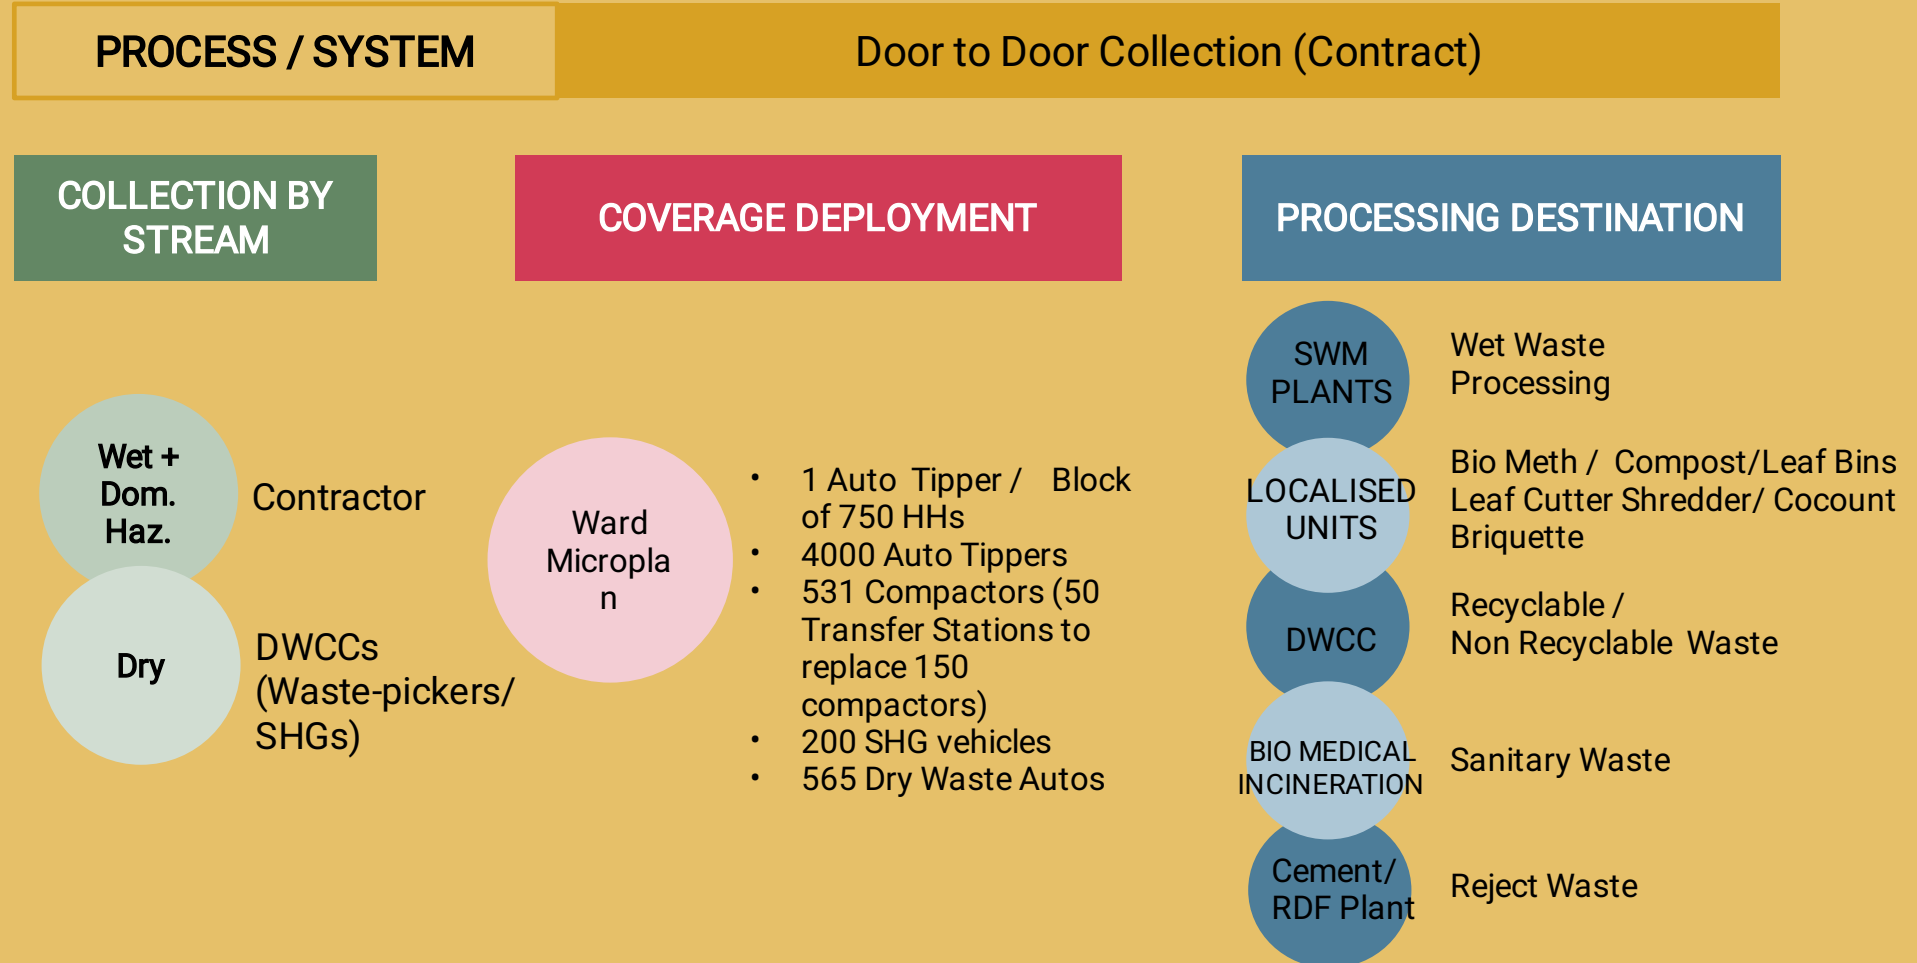 PROCESS / SYSTEM
Door to Door Collection (Contract)
COLLECTION BY
STREAM
COVERAGE DEPLOYMENT
PROCESSING DESTINATION
Wet +
Dom.
Haz.
Contractor
Dry
DWCCs
(Waste-pickers/
SHGs)
Ward
Micropla
n
• 1 Auto Tipper / Block
of 750 HHs
• 4000 Auto Tippers
• 531 Compactors (50
Transfer Stations to
replace 150
compactors)
• 200 SHG vehicles
• 565 Dry Waste Autos
SWM
PLANTS
Wet Waste
Processing
LOCALISED
UNITS
Bio Meth / Compost/Leaf Bins
Leaf Cutter Shredder/ Cocount
Briquette
DWCC
Recyclable /
Non Recyclable Waste
BIO MEDICAL
INCINERATION
Sanitary Waste
Cement/
RDF Plant
Reject Waste